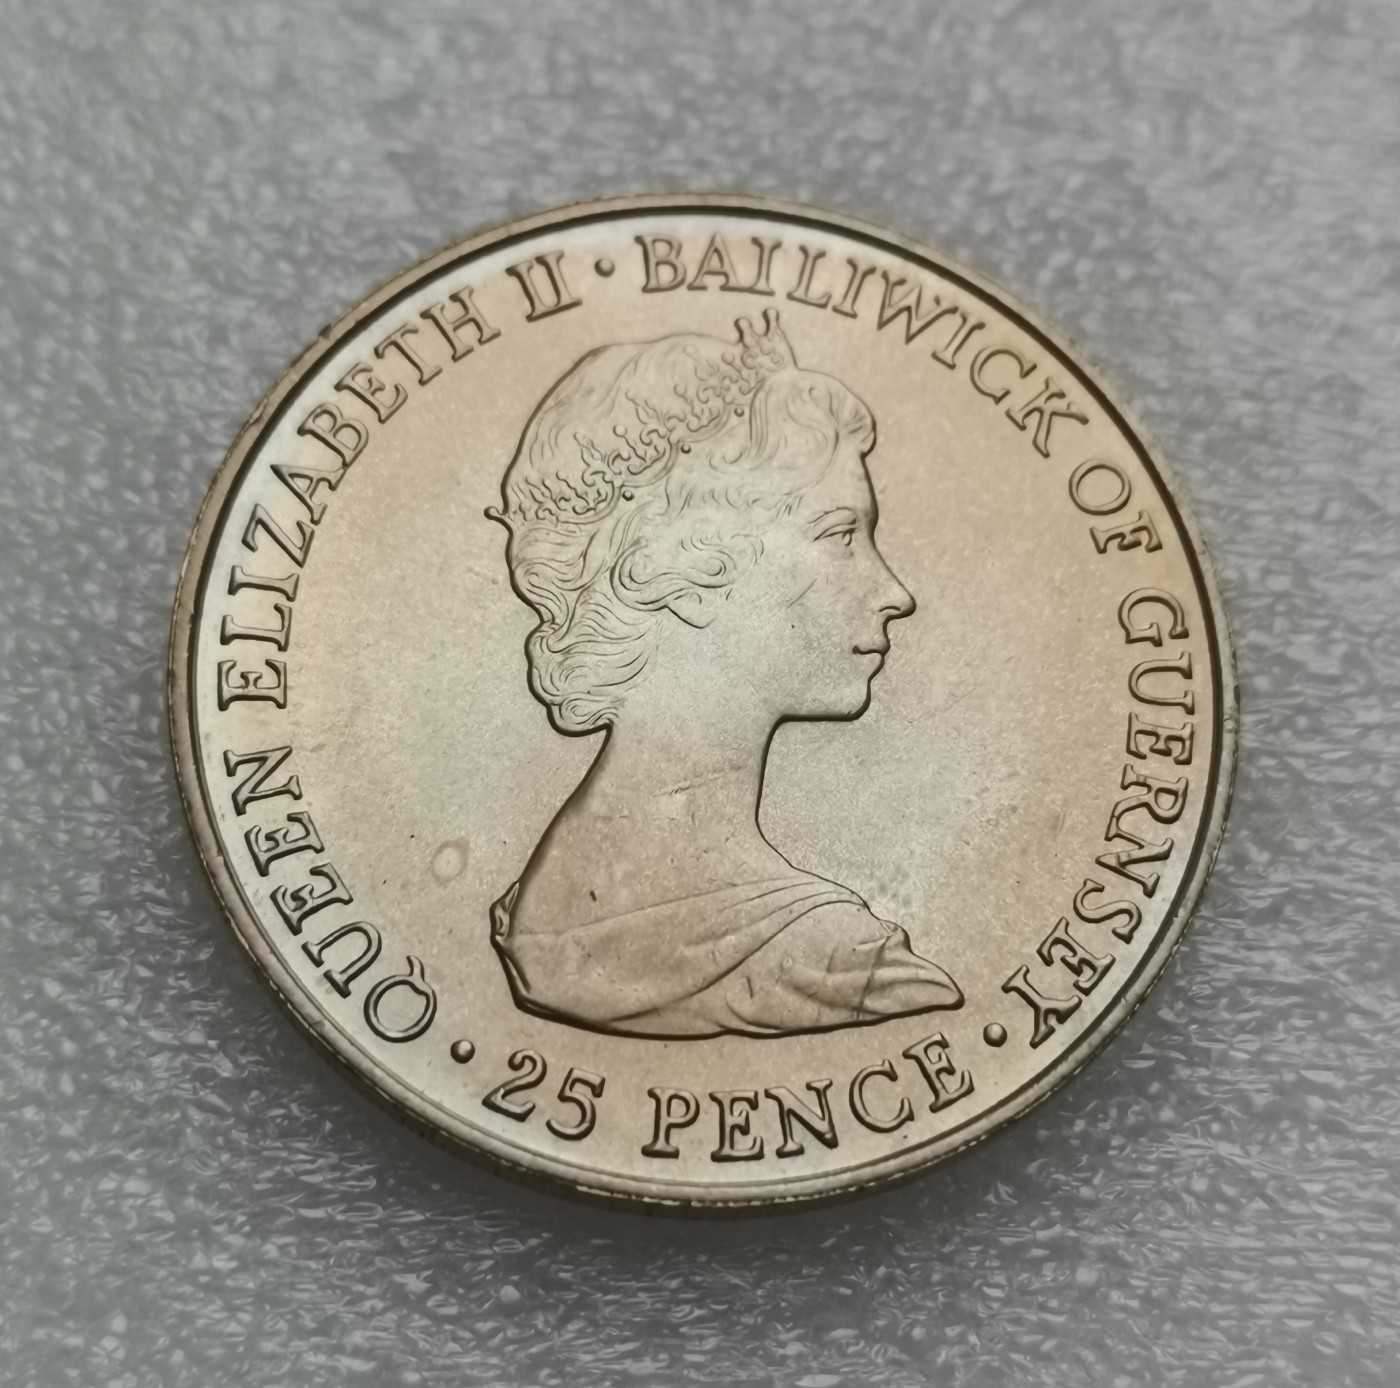 QUEEN ELIZABETH II · BAILIWICK OF GUERNSEY ·
25 PENCE ·